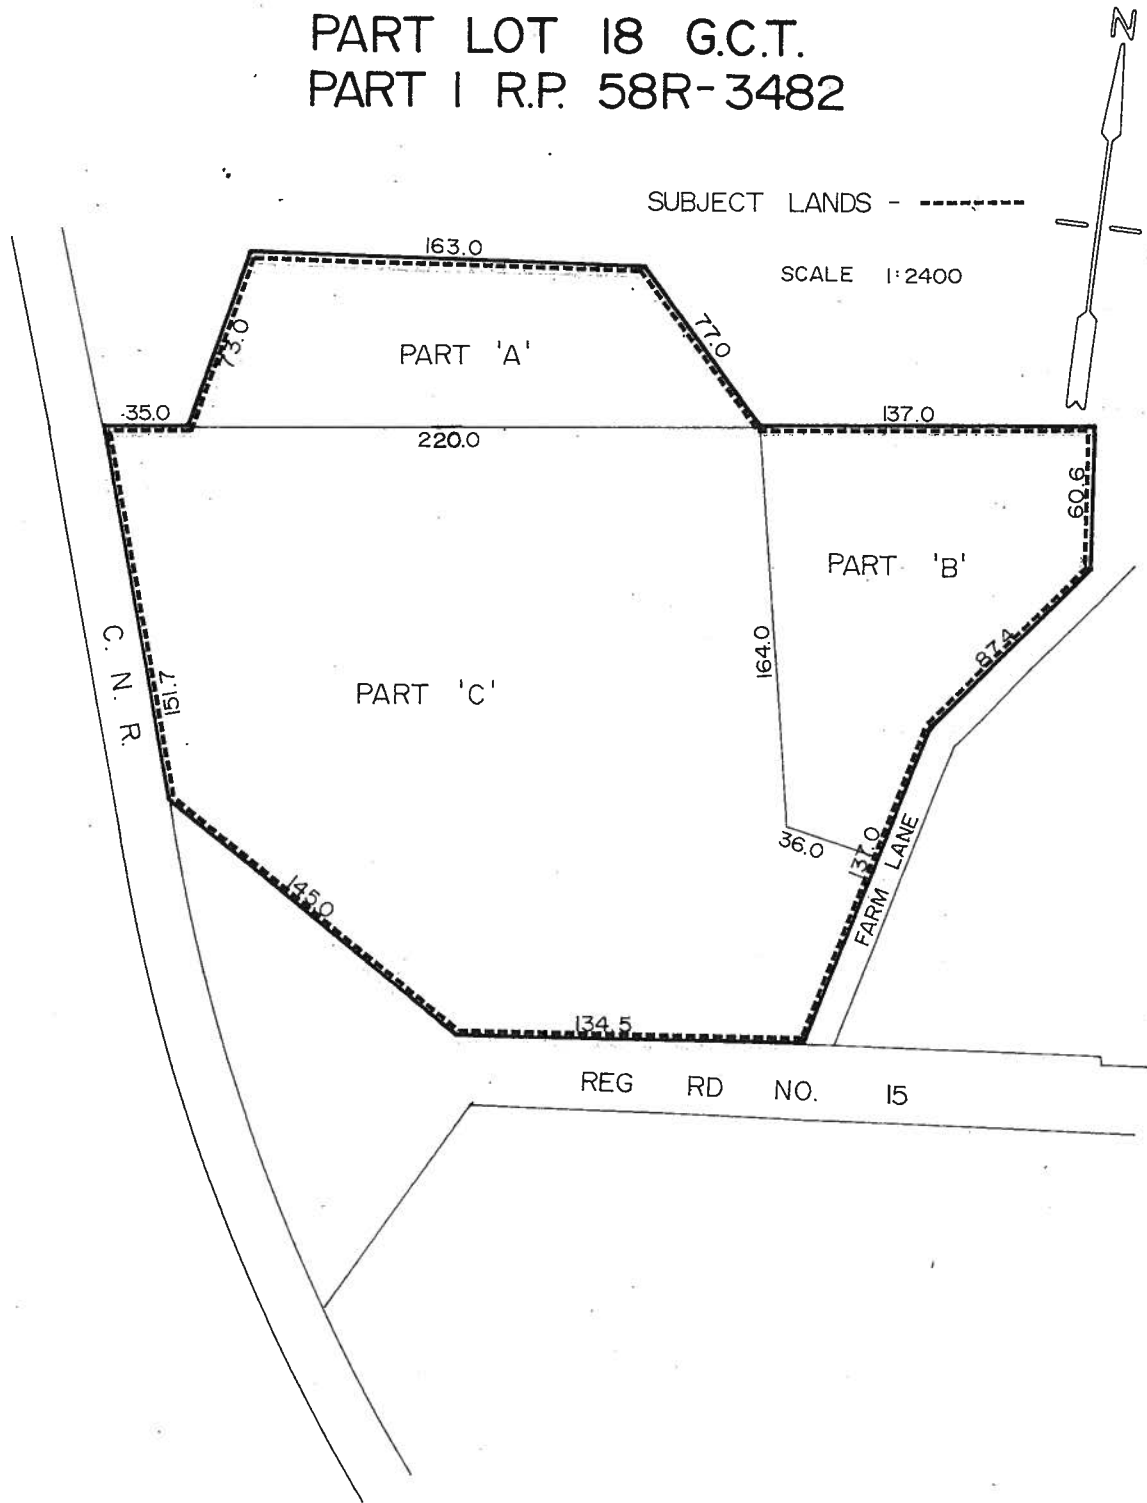 PART LOT 18 G.C.T.
PART 1 R.P. 58R-3482
N
SUBJECT LANDS -
SCALE 1:2400
163.0
73.0
77.0
PART 'A'
35.0
220.0
137.0
60.6
PART 'B'
87.4
164.0
C. N. R.
151.7
PART 'C'
36.0
137.0
FARM LANE
145.0
134.5
REG RD NO. 15